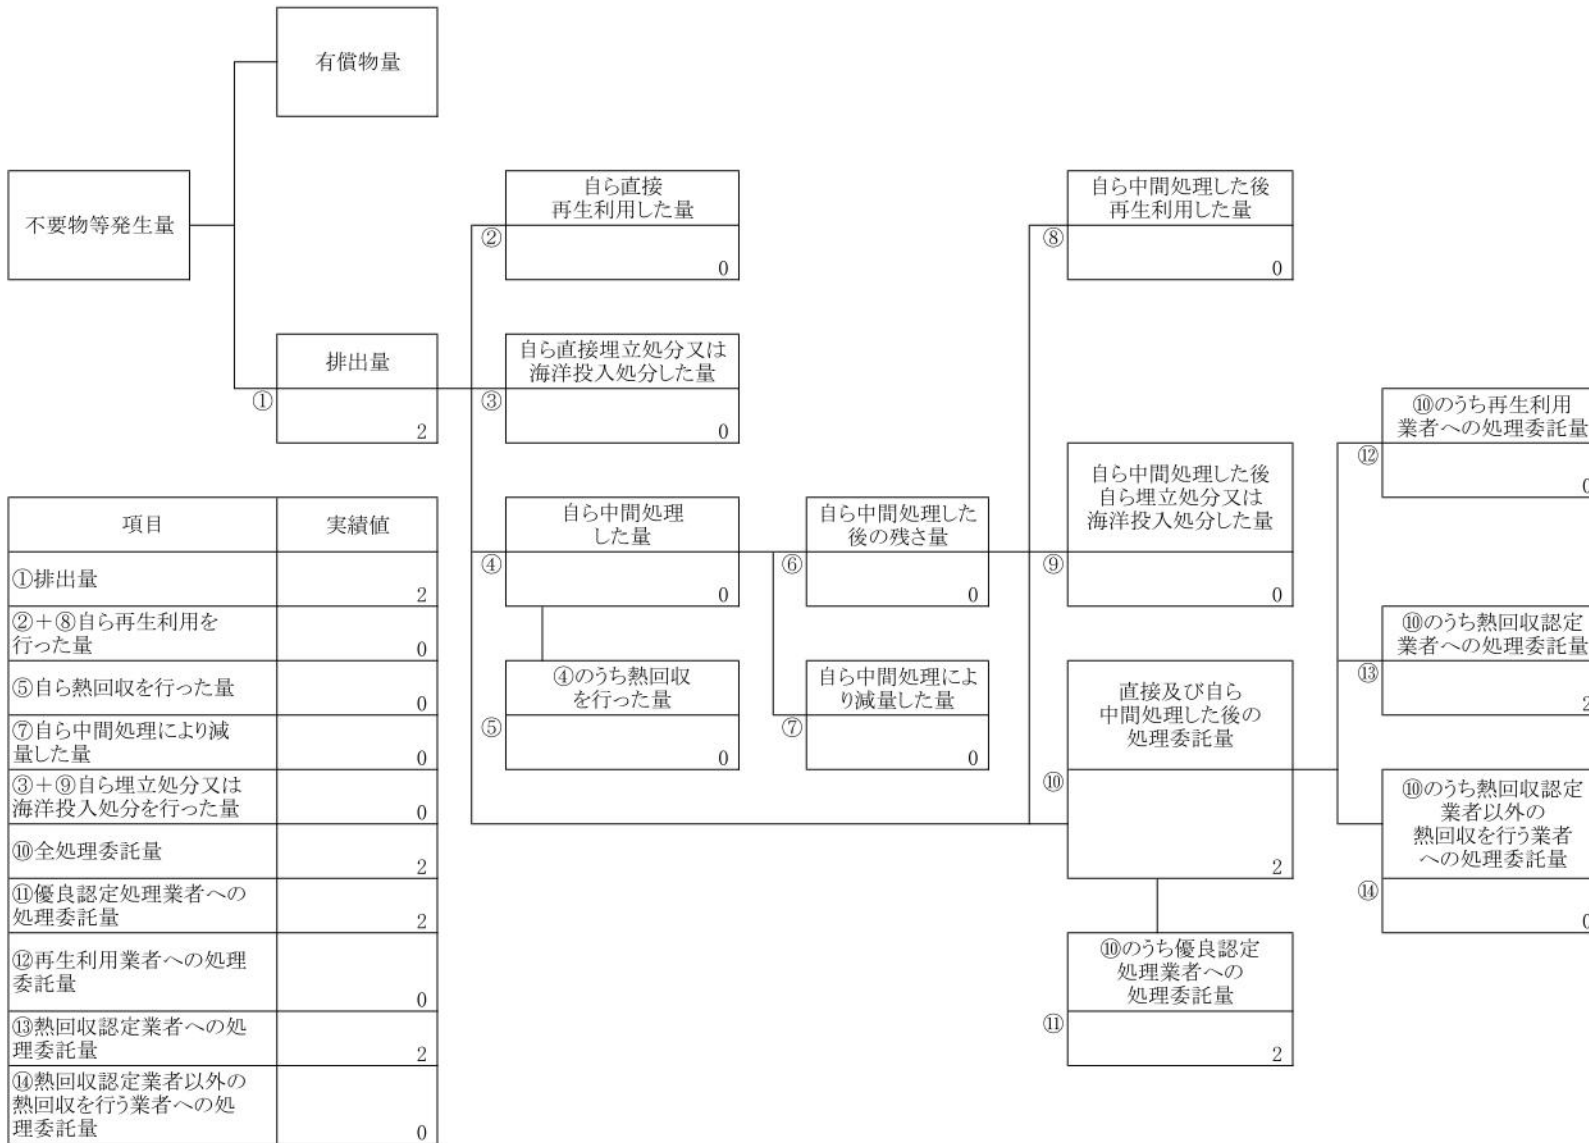 有償物量
不要物等発生量
自ら直接
再生利用した量
②
0
自ら中間処理した後
再生利用した量
⑧
0
排出量
①
2
自ら直接埋立処分又は
海洋投入処分した量
③
0
自ら中間処理
した量
④
0
自ら中間処理した
後の残さ量
⑥
0
自ら中間処理した後
自ら埋立処分又は
海洋投入処分した量
⑨
0
⑩のうち再生利用
業者への処理委託量
⑫
0
④のうち熱回収
を行った量
⑤
0
自ら中間処理によ
り減量した量
⑦
0
直接及び自ら
中間処理した後の
処理委託量
⑩
2
⑩のうち熱回収認定
業者への処理委託量
⑬
2
⑩のうち熱回収認定
業者以外の
熱回収を行う業者
への処理委託量
⑭
0
⑩のうち優良認定
処理業者への
処理委託量
⑪
2
項目 実績値
①排出量
2
②+⑧自ら再生利用を
行った量
0
⑤自ら熱回収を行った量
0
⑦自ら中間処理により減
量した量
0
③+⑨自ら埋立処分又は
海洋投入処分を行った量
0
⑩全処理委託量
2
⑪優良認定処理業者への
処理委託量
2
⑫再生利用業者への処理
委託量
0
⑬熱回収認定業者への処
理委託量
2
⑭熱回収認定業者以外の
熱回収を行う業者への処
理委託量
0